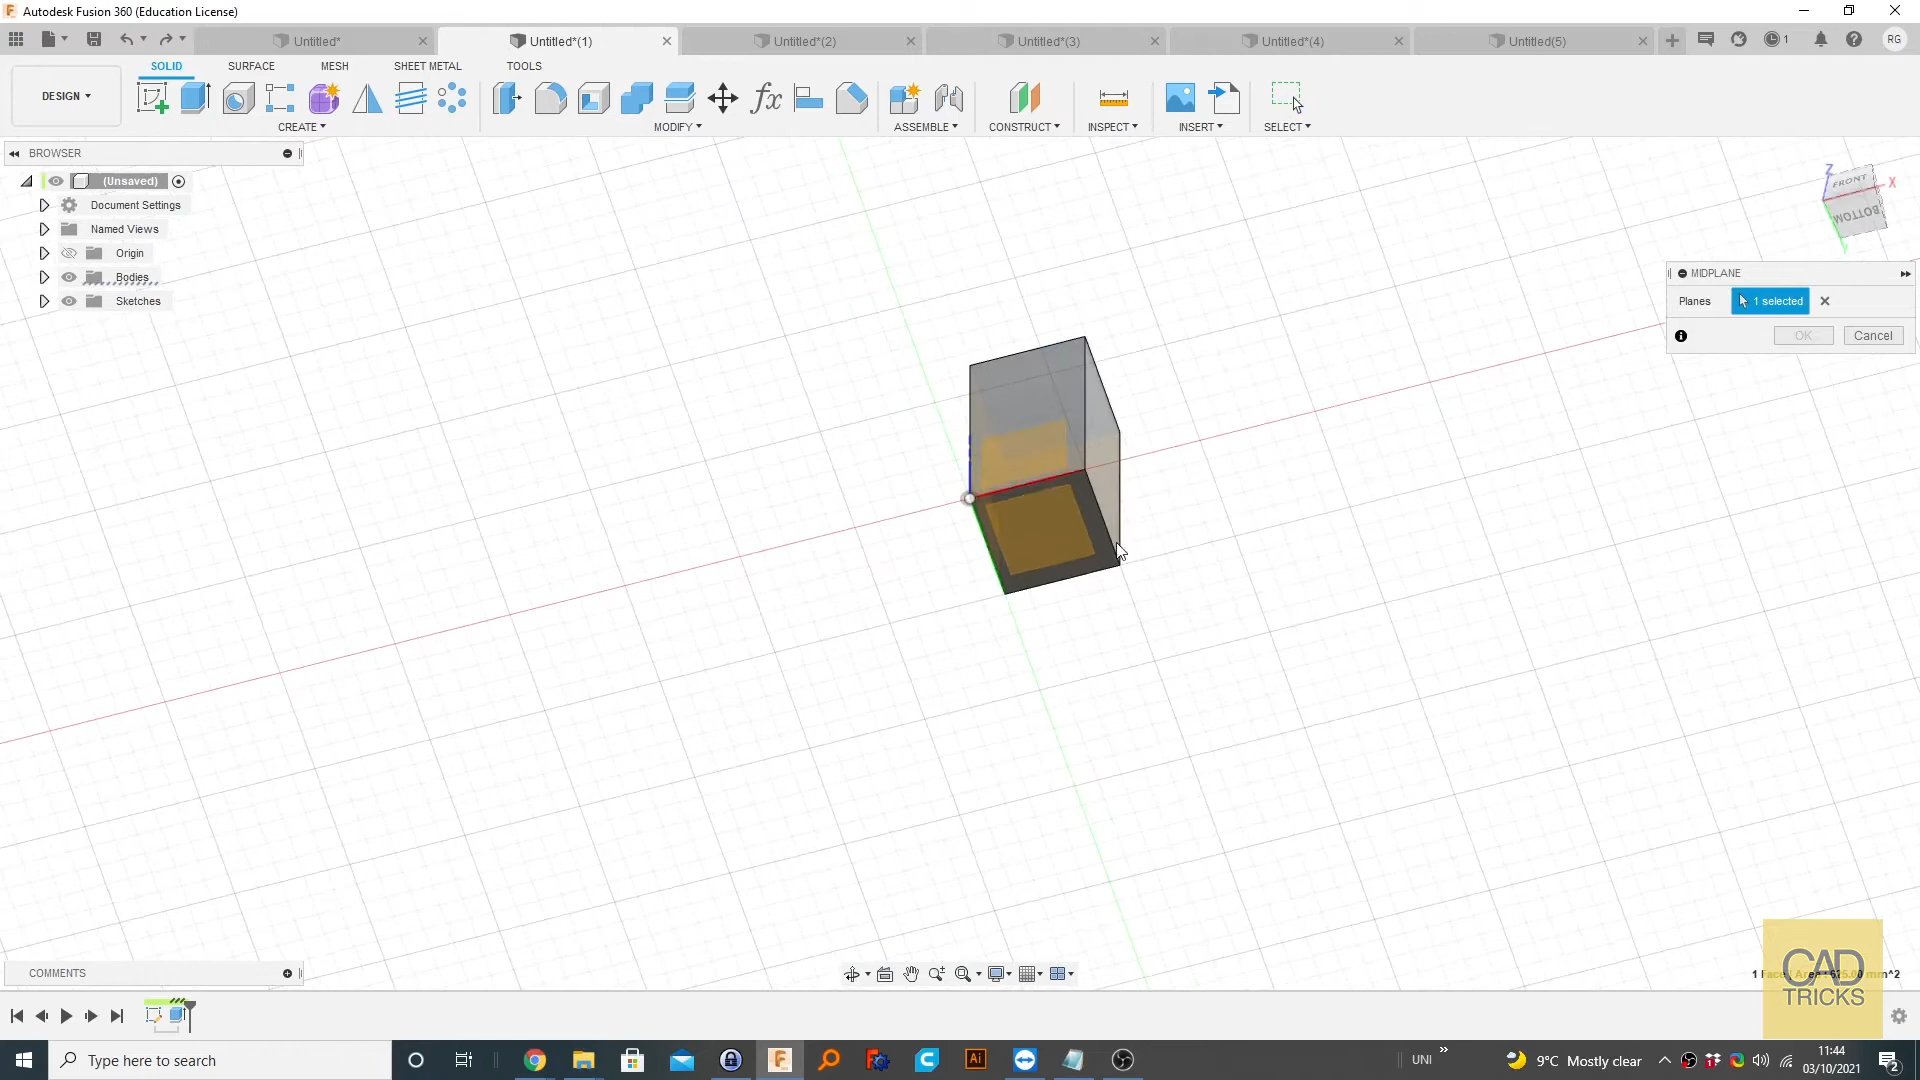 Autodesk Fusion 360 (Education License)
Untitled*
Untitled*(1)
Untitled*(2)
Untitled*(3)
Untitled*(4)
Untitled(5)
1
RG
SOLID
SURFACE
MESH
SHEET METAL
TOOLS
DESIGN
CREATE
MODIFY
ASSEMBLE
CONSTRUCT
INSPECT
INSERT
SELECT
BROWSER
(Unsaved)
Document Settings
Named Views
Origin
Bodies
Sketches
Z
FRONT
X
BOTTOM
MIDPLANE
Planes
1 selected
OK
Cancel
COMMENTS
CAD
TRICKS
Type here to search
UNI
9°C Mostly clear
11:44
03/10/2021
2